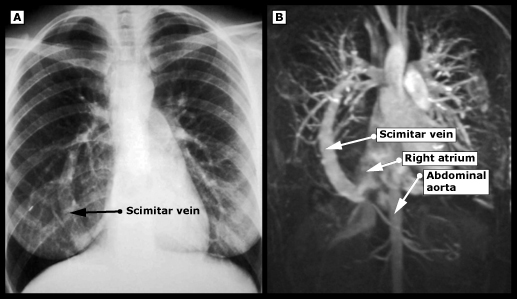 A
Scimitar vein
B
Scimitar vein
Right atrium
Abdominal
aorta